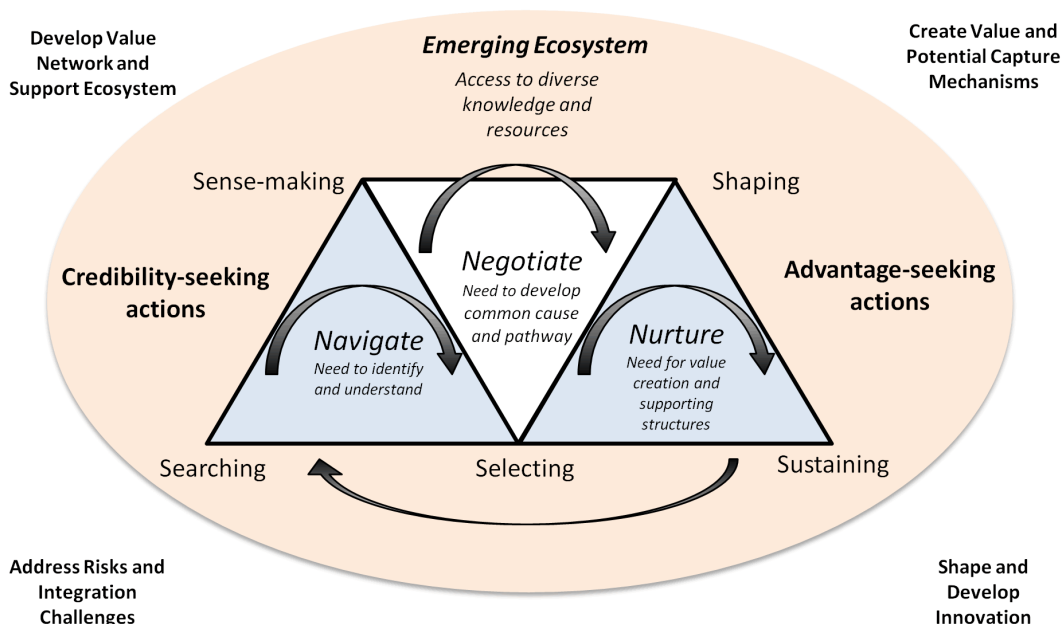 Develop Value
Network and
Support Ecosystem
Emerging Ecosystem
Access to diverse
knowledge and
resources
Create Value and
Potential Capture
Mechanisms
Sense-making
Shaping
Credibility-seeking
actions
Negotiate
Need to develop
common cause
and pathway
Advantage-seeking
actions
Navigate
Need to identify
and understand
Nurture
Need for value
creation and
supporting
structures
Searching
Selecting
Sustaining
Address Risks and
Integration
Challenges
Shape and
Develop
Innovation